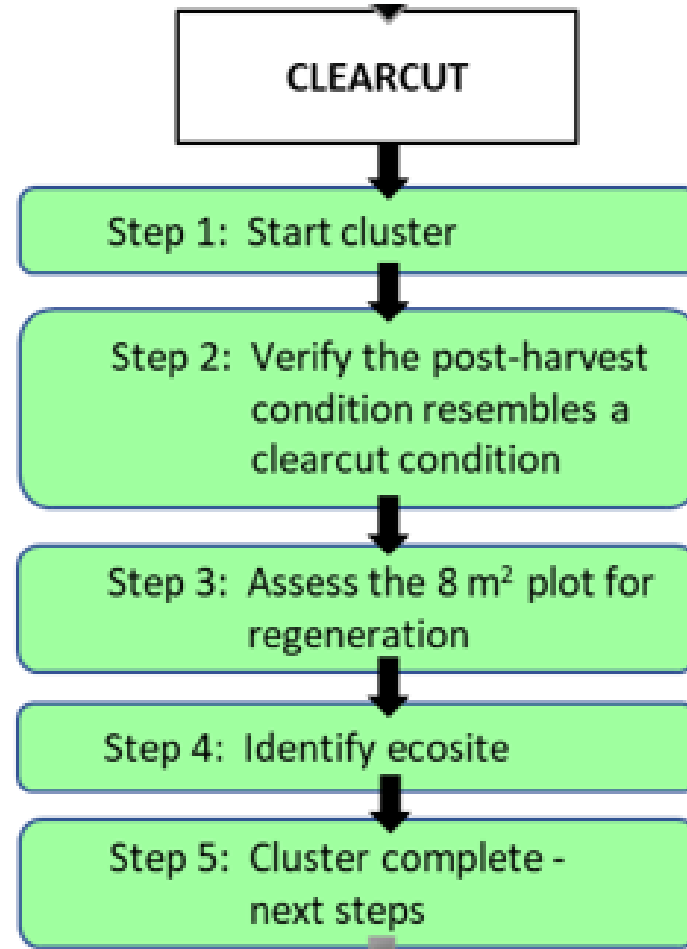 CLEARCUT
Step 1: Start cluster
Step 2: Verify the post-harvest
condition resembles a
clearcut condition
Step 3: Assess the 8 m² plot for
regeneration
Step 4: Identify ecosite
Step 5: Cluster complete -
next steps